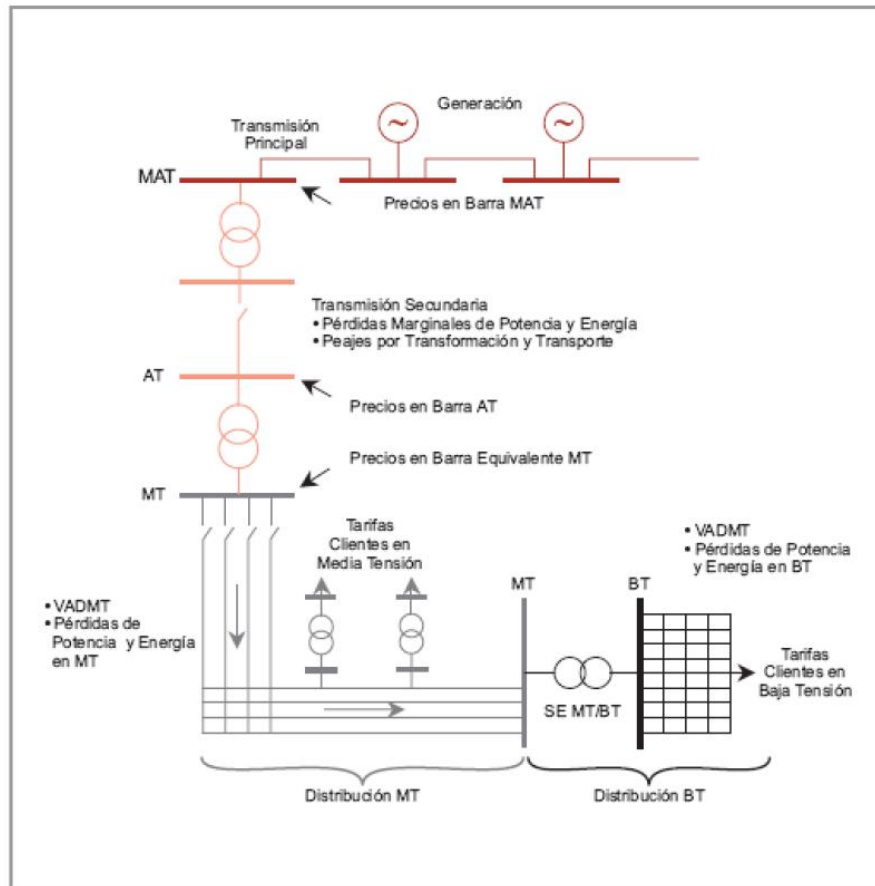 Generación
Transmisión
Principal
MAT
Precios en Barra MAT
Transmisión Secundaria
• Pérdidas Marginales de Potencia y Energía
• Peajes por Transformación y Transporte
AT
Precios en Barra AT
Precios en Barra Equivalente MT
MT
Tarifas
Clientes en
Media Tensión
• VADMT
• Pérdidas de Potencia
y Energía en BT
MT
BT
• VADMT
• Pérdidas de
Potencia y Energía
en MT
Tarifas
Clientes en
Baja Tensión
SE MT/BT
Distribución MT
Distribución BT